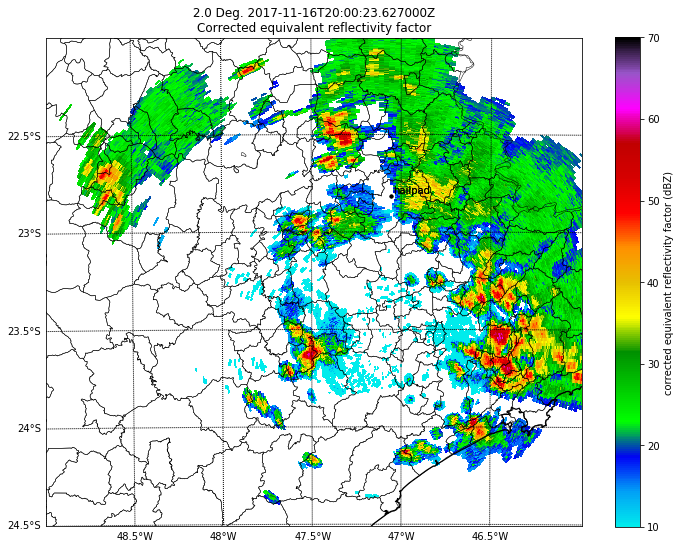 2.0 Deg. 2017-11-16T20:00:23.627000Z
Corrected equivalent reflectivity factor
22.5°S
23°S
23.5°S
24°S
24.5°S
48.5°W
48°W
47.5°W
47°W
46.5°W
hailpad
70
60
50
40
30
20
10
corrected equivalent reflectivity factor (dBZ)